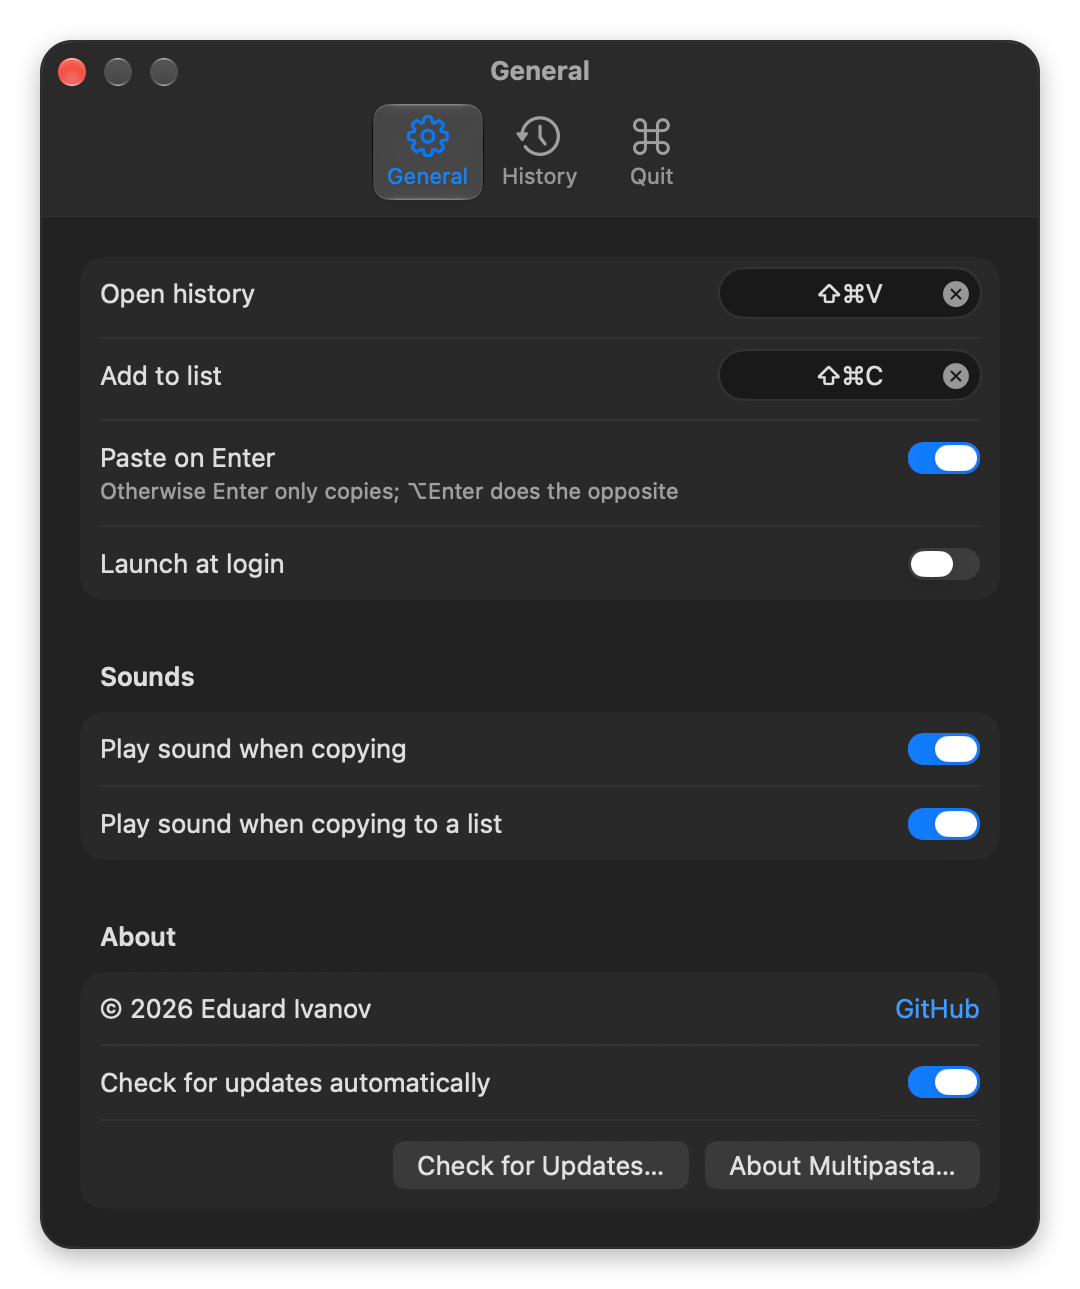 General
General
History
Quit
Open history
⇧⌘V
Add to list
⇧⌘C
Paste on Enter
Otherwise Enter only copies; ⌥Enter does the opposite
Launch at login
Sounds
Play sound when copying
Play sound when copying to a list
About
© 2026 Eduard Ivanov
GitHub
Check for updates automatically
Check for Updates...
About Multipasta...